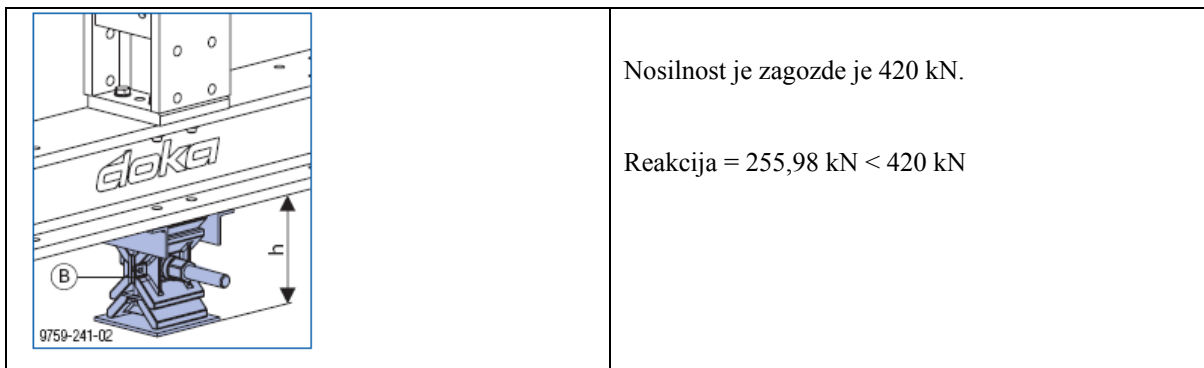 doka
h
B
9759-241-02
Nosilnost je zagozde je 420 kN.
Reakcija = 255,98 kN < 420 kN